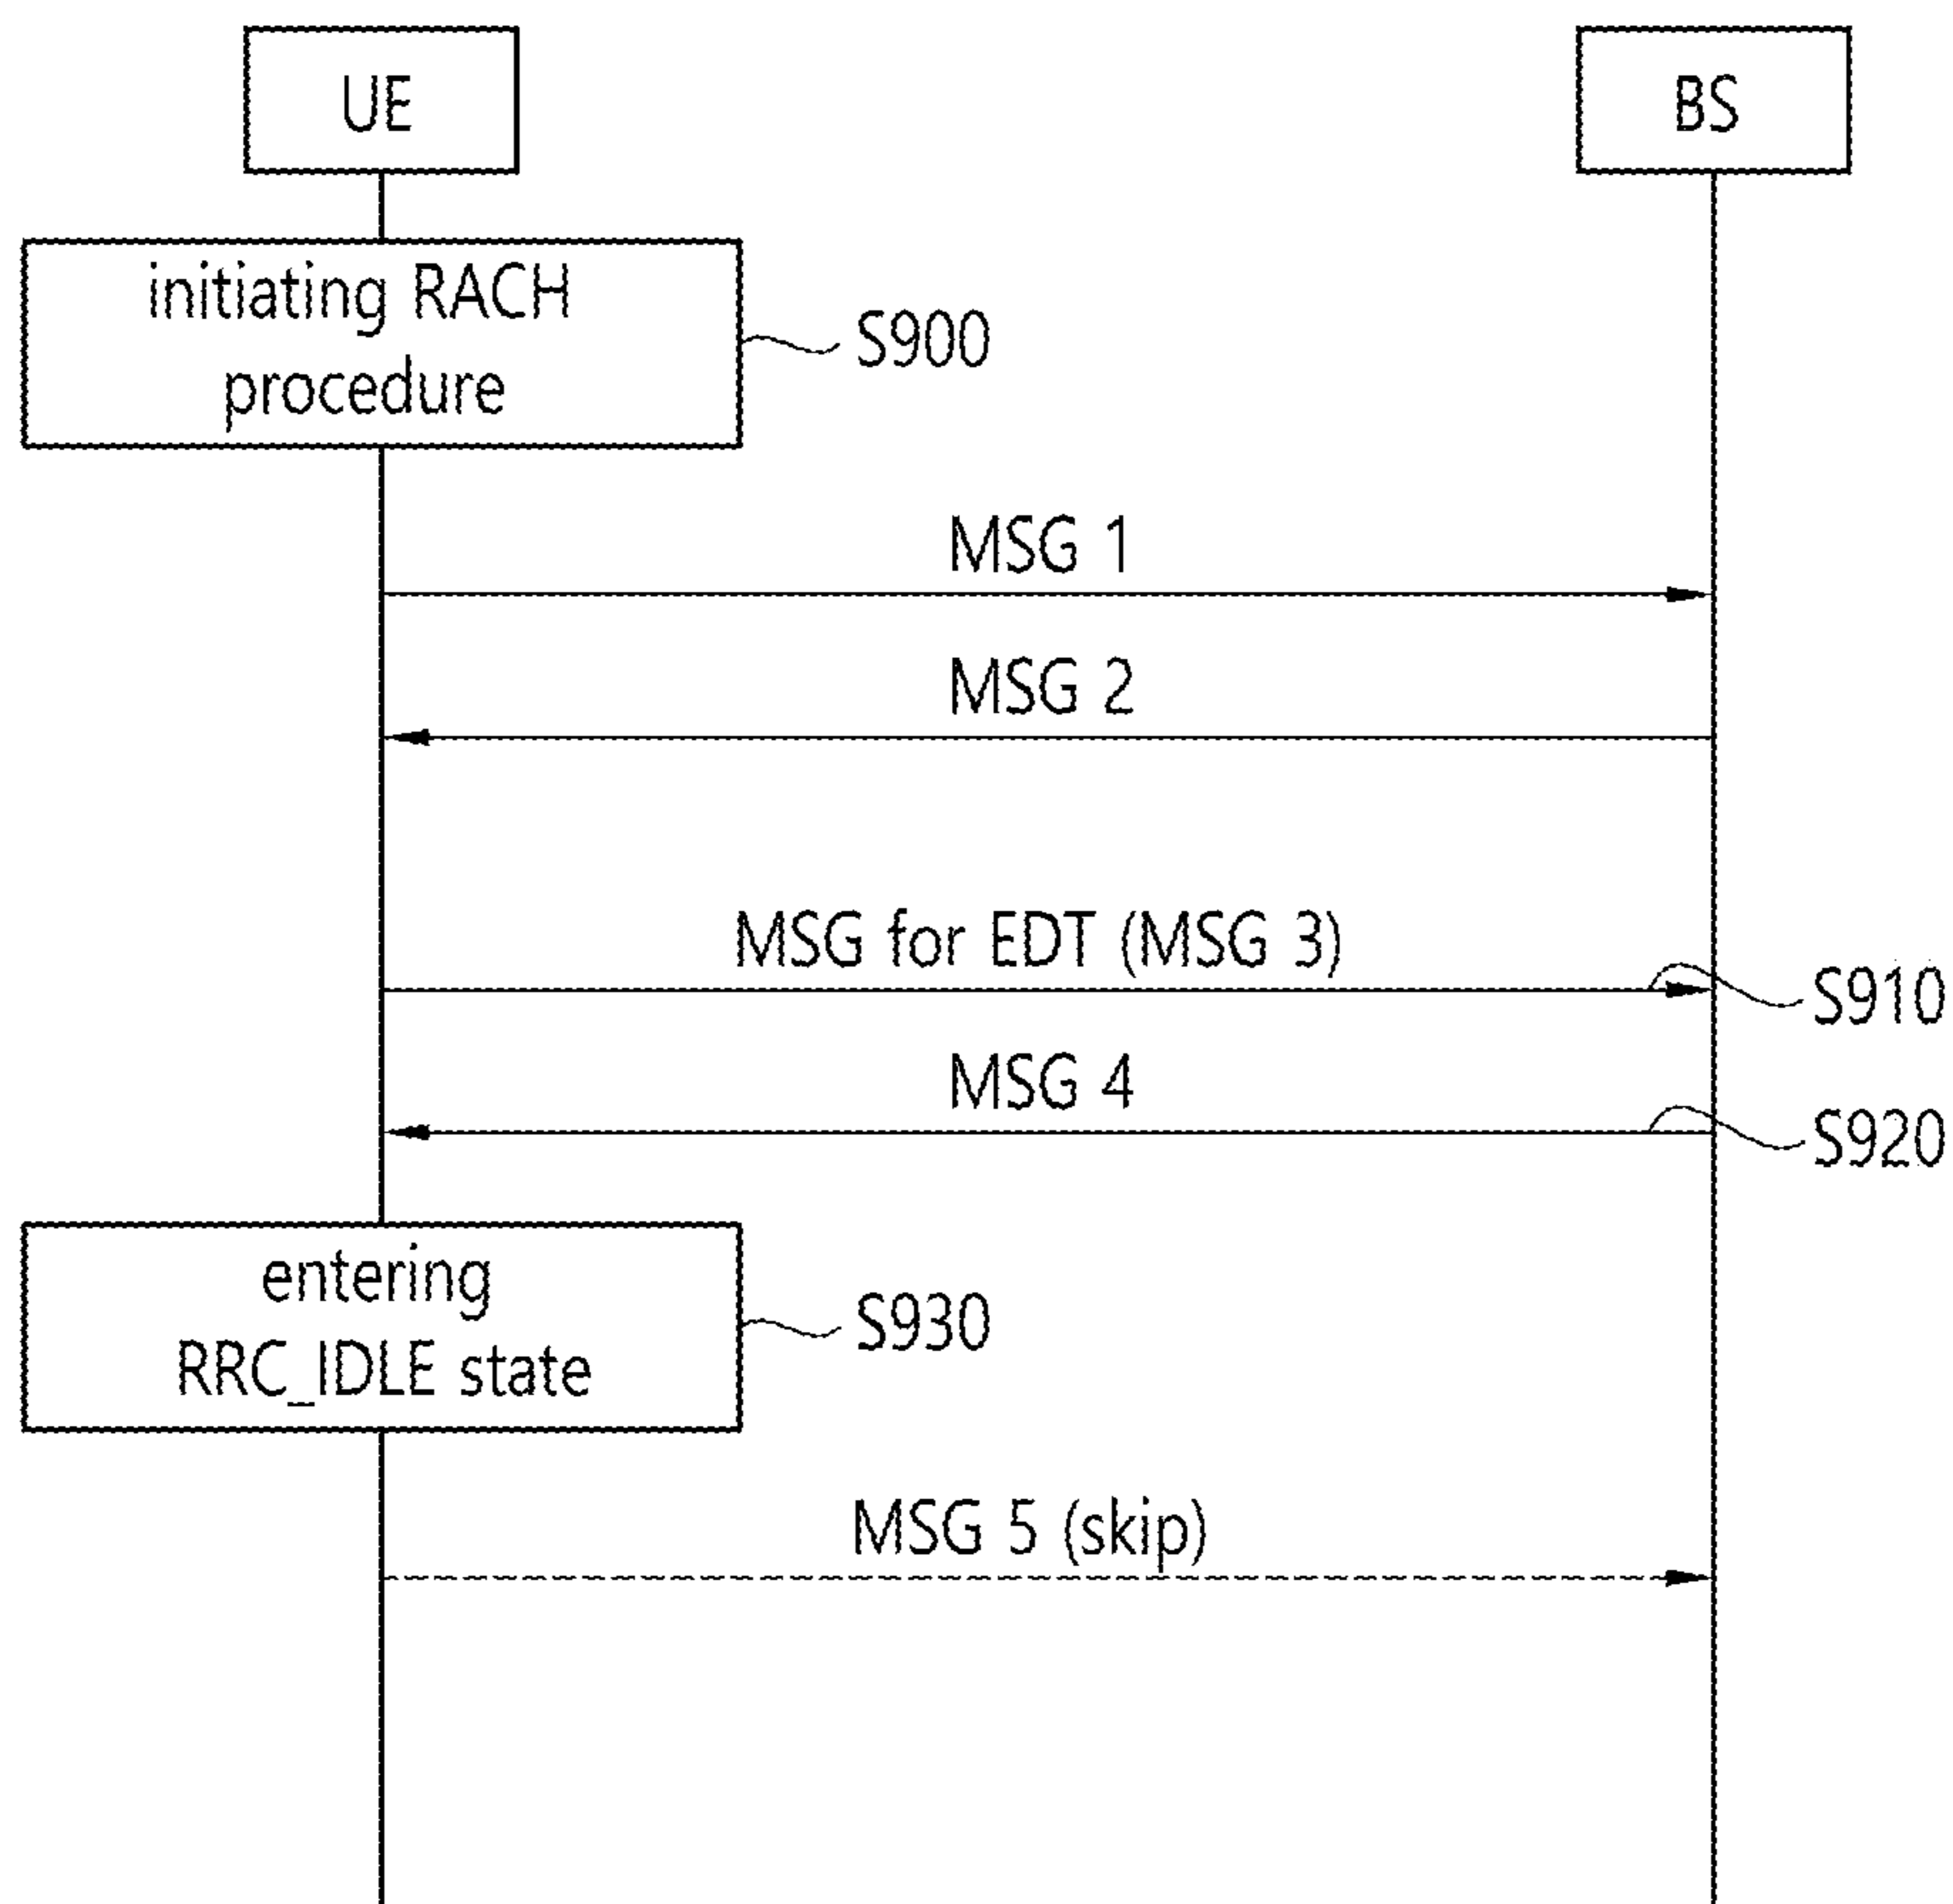 UE
BS
initiating RACH
procedure
S900
MSG 1
MSG 2
MSG for EDT (MSG 3)
S910
MSG 4
S920
entering
RRC_IDLE state
S930
MSG 5 (skip)